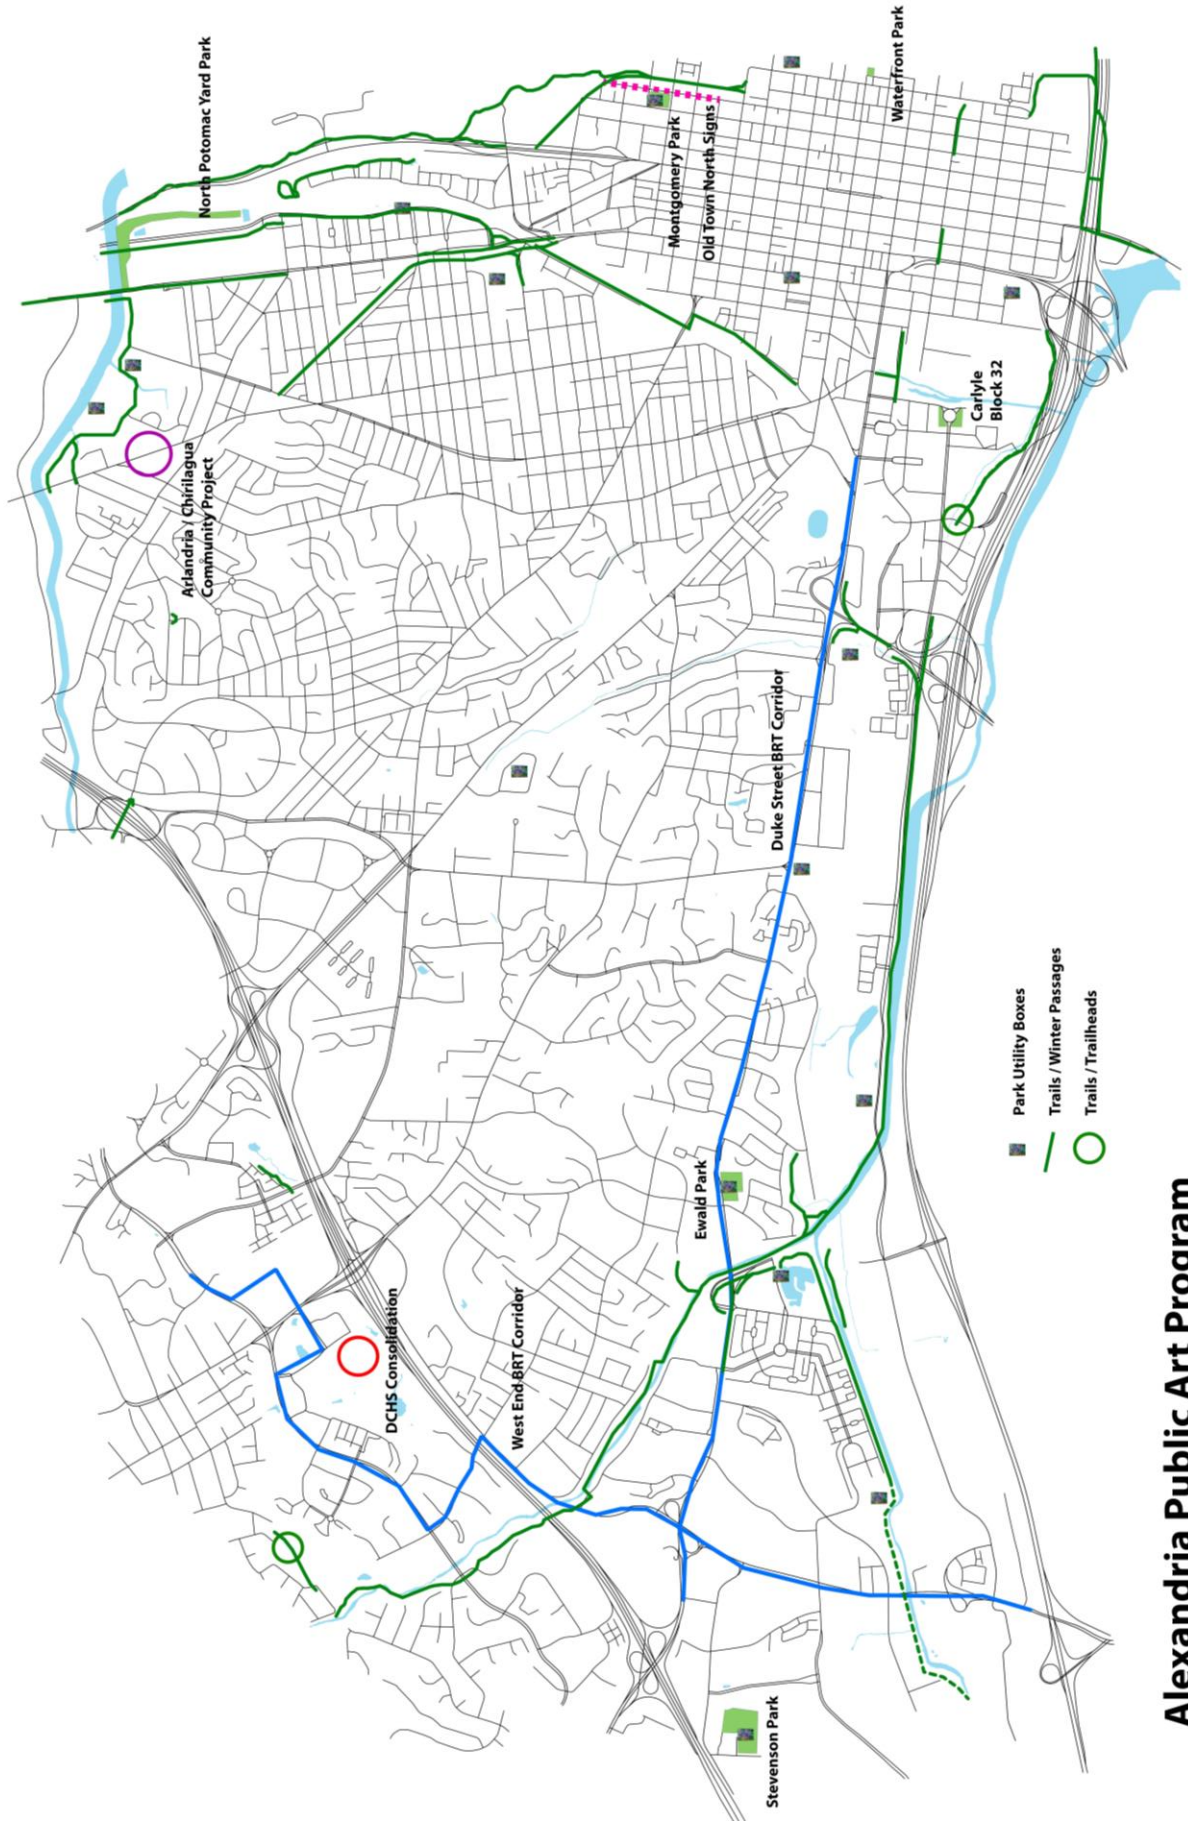 North Potomac Yard Park
Arlandria / Chirilagua
Community Project
Montgomery Park
Old Town North Signs
Waterfront Park
Carlyle
Block 32
Duke Street BRT Corridor
Ewald Park
DCHS Consolidation
West End BRT Corridor
Stevenson Park
Park Utility Boxes
Trails / Winter Passages
Trails / Trailheads
Alexandria Public Art Program